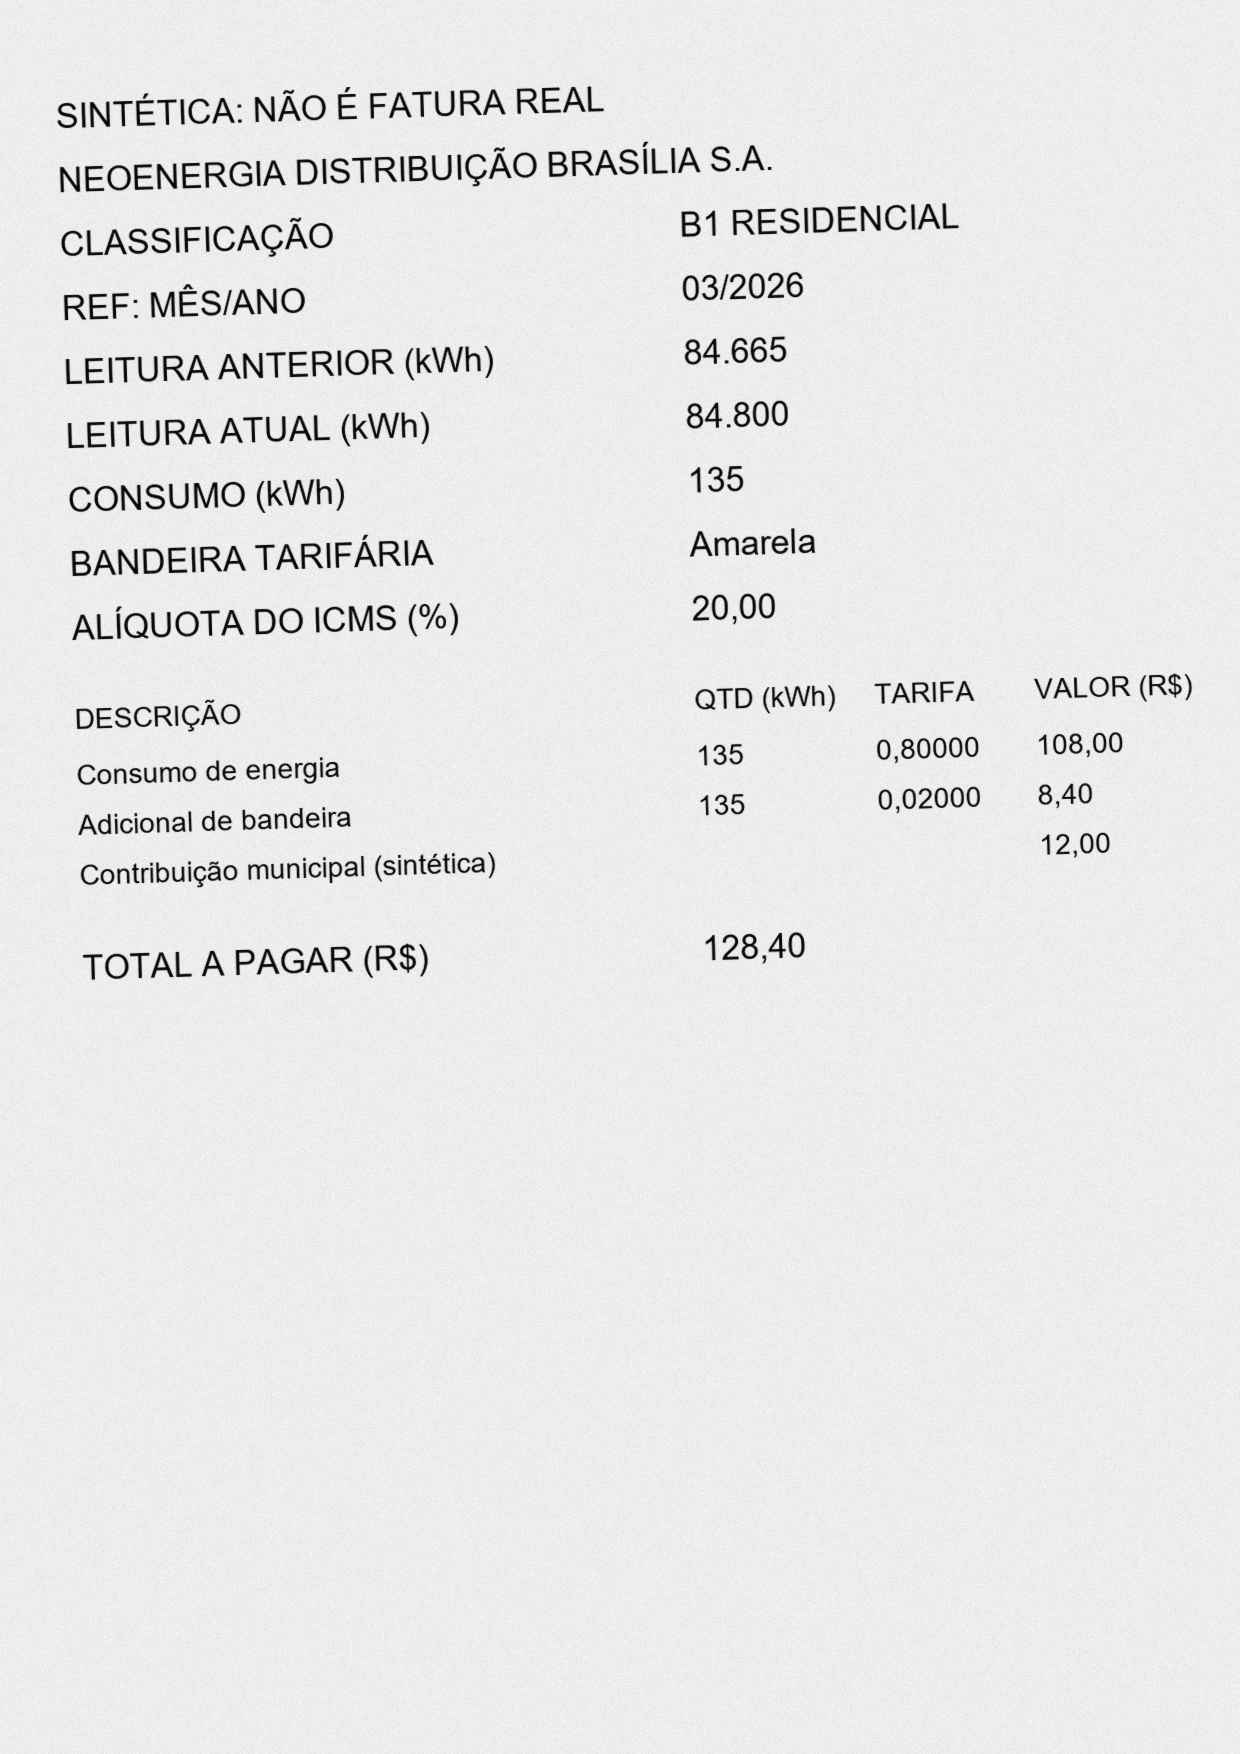 SINTÉTICA: NÃO É FATURA REAL
NEOENERGIA DISTRIBUIÇÃO BRASÍLIA S.A.
CLASSIFICAÇÃO B1 RESIDENCIAL
REF: MÊS/ANO 03/2026
LEITURA ANTERIOR (kWh) 84.665
LEITURA ATUAL (kWh) 84.800
CONSUMO (kWh) 135
BANDEIRA TARIFÁRIA Amarela
ALÍQUOTA DO ICMS (%) 20,00
DESCRIÇÃO QTD (kWh) TARIFA VALOR (R$)
Consumo de energia 135 0,80000 108,00
Adicional de bandeira 135 0,02000 8,40
Contribuição municipal (sintética) 12,00
TOTAL A PAGAR (R$) 128,40